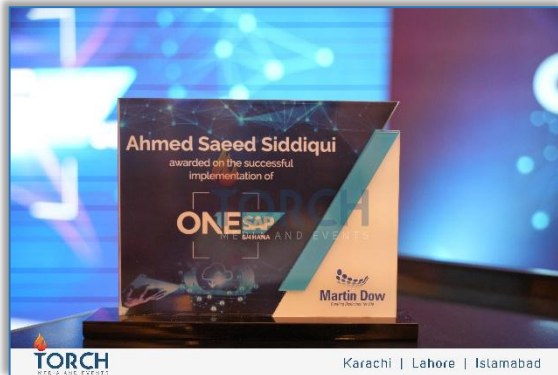 Ahmed Saeed Siddiqui
awarded on the successful
implementation of
ONE SAP
S/4HANA
TORCH
MEDIA AND EVENTS
Martin Dow
TORCH
MEDIA AND EVENTS
Karachi | Lahore | Islamabad